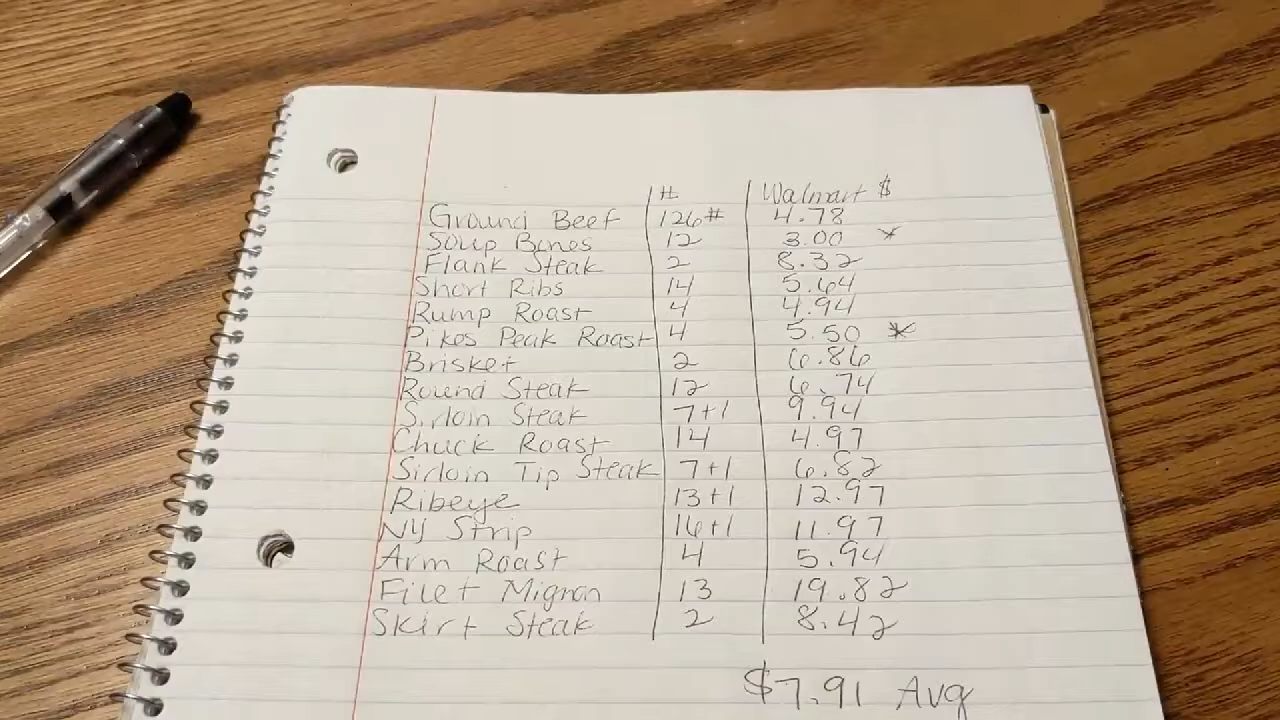 # Walmart $
Ground Beef 126# 4.78
Soup Bones 12 3.00 *
Flank Steak 2 8.32
Short Ribs 14 5.64
Rump Roast 4 4.94
Pikes Peak Roast 4 5.50 *
Brisket 2 6.86
Round Steak 12 6.74
Sirloin Steak 7+1 9.94
Chuck Roast 14 4.97
Sirloin Tip Steak 7+1 6.82
Ribeye 13+1 12.97
NY Strip 16+1 11.97
Arm Roast 4 5.94
Filet Mignon 13 19.82
Skirt Steak 2 8.42
$7.91 Avg